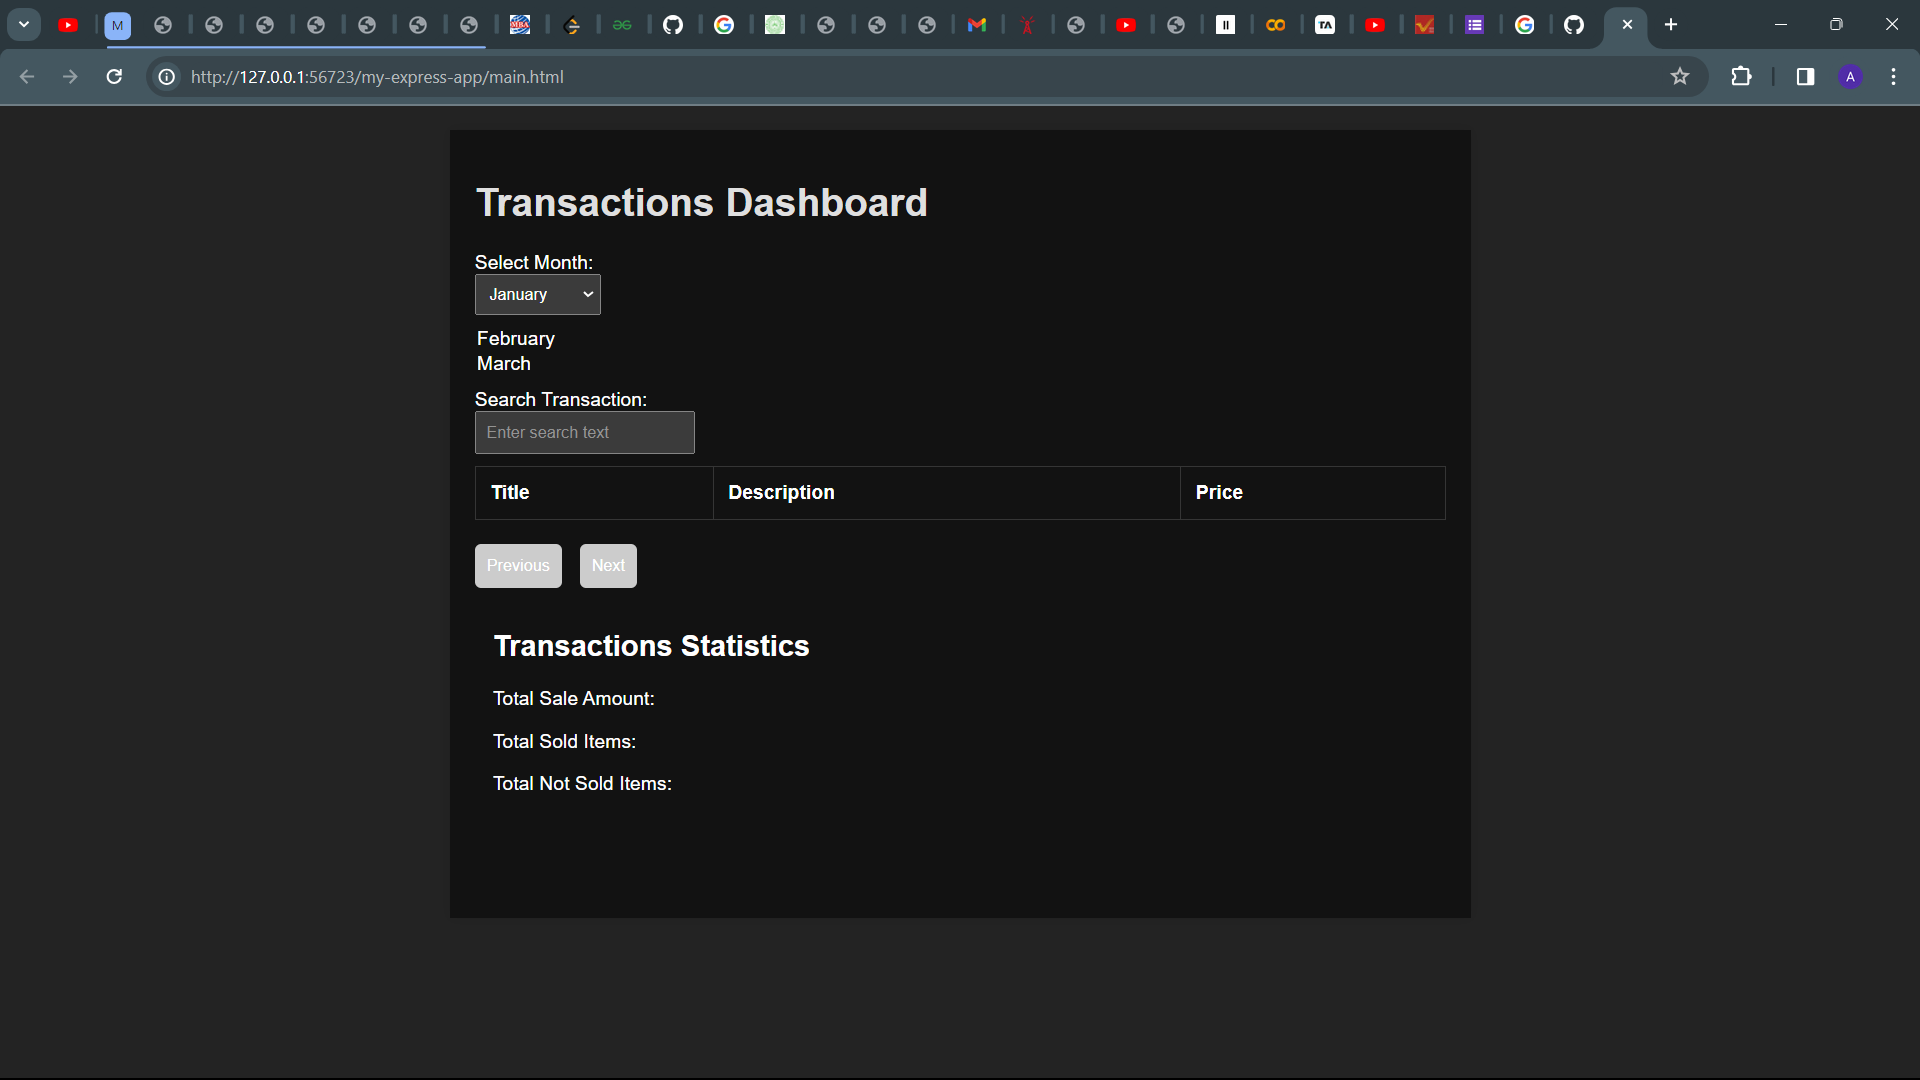 M
MBA
TA
http://127.0.0.1:56723/my-express-app/main.html
A
Transactions Dashboard
Select Month:
January
February
March
Search Transaction:
Enter search text
Title Description Price
Previous Next
Transactions Statistics
Total Sale Amount:
Total Sold Items:
Total Not Sold Items: